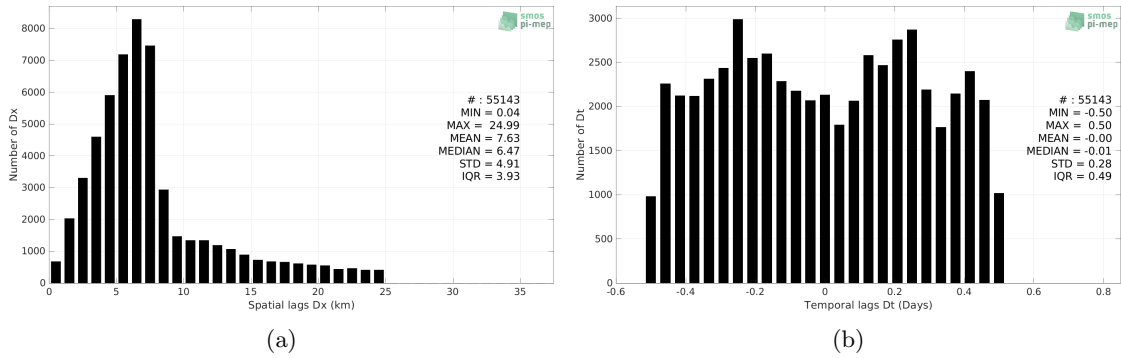 smos
pi-mep
8000
7000
6000
5000
4000
3000
2000
1000
0
Number of Dx
# : 55143
MIN = 0.04
MAX = 24.99
MEAN = 7.63
MEDIAN = 6.47
STD = 4.91
IQR = 3.93
0 5 10 15 20 25 30 35
Spatial lags Dx (km)
(a)
smos
pi-mep
3000
2500
2000
1500
1000
500
0
Number of Dt
# : 55143
MIN = -0.50
MAX = 0.50
MEAN = -0.00
MEDIAN = -0.01
STD = 0.28
IQR = 0.49
-0.6 -0.4 -0.2 0 0.2 0.4 0.6 0.8
Temporal lags Dt (Days)
(b)